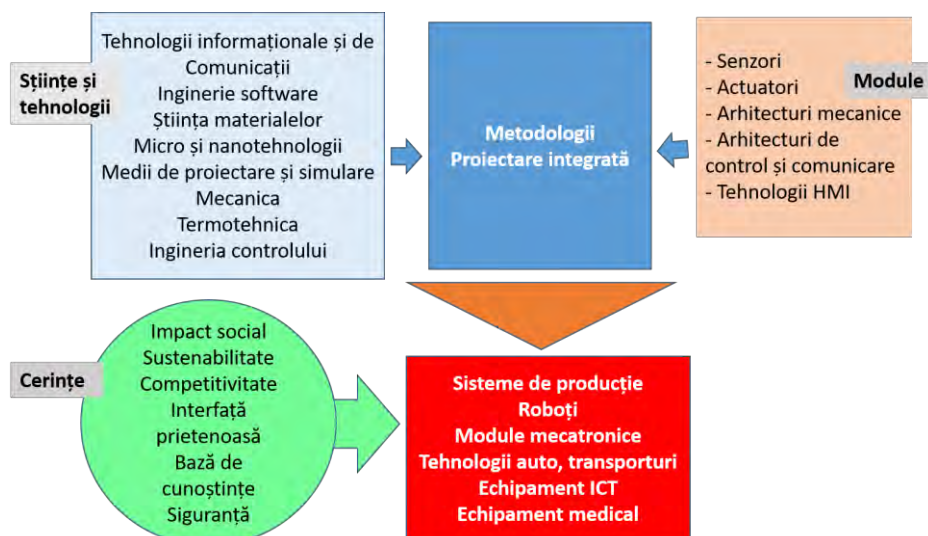 Științe și
tehnologii
Tehnologii informaționale și de
Comunicații
Inginerie software
Știința materialelor
Micro și nanotehnologii
Medii de proiectare și simulare
Mecanica
Termotehnica
Ingineria controlului
Metodologii
Proiectare integrată
- Senzori
- Actuatori
- Arhitecturi mecanice
- Arhitecturi de
control și comunicare
- Tehnologii HMI
Module
Cerințe
Impact social
Sustenabilitate
Competitivitate
Interfață
prietenoasă
Bază de
cunoștințe
Siguranță
Sisteme de producție
Roboți
Module mecatronice
Tehnologii auto, transporturi
Echipament ICT
Echipament medical